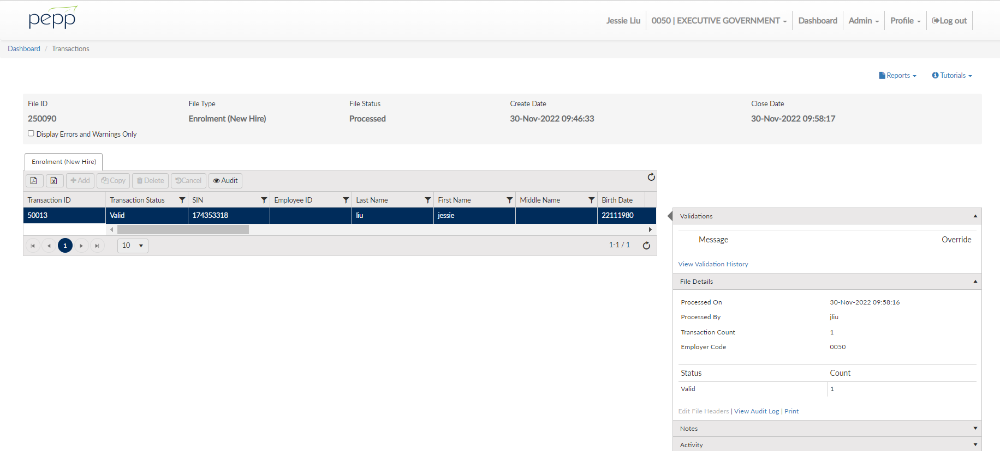 pepp
Jessie Liu
0050 | EXECUTIVE GOVERNMENT
Dashboard
Admin
Profile
Log out
Dashboard / Transactions
Reports
Tutorials
File ID File Type File Status Create Date Close Date
250090 Enrolment (New Hire) Processed 30-Nov-2022 09:46:33 30-Nov-2022 09:58:17
Display Errors and Warnings Only
Enrolment (New Hire)
Add Copy Delete Cancel Audit
Transaction ID Transaction Status SIN Employee ID Last Name First Name Middle Name Birth Date
50013 Valid 174353318 liu jessie 22111980
1 10 1-1 / 1
Validations
Message Override
View Validation History
File Details
Processed On 30-Nov-2022 09:58:16
Processed By jliu
Transaction Count 1
Employer Code 0050
Status Count
Valid 1
Edit File Headers | View Audit Log | Print
Notes
Activity